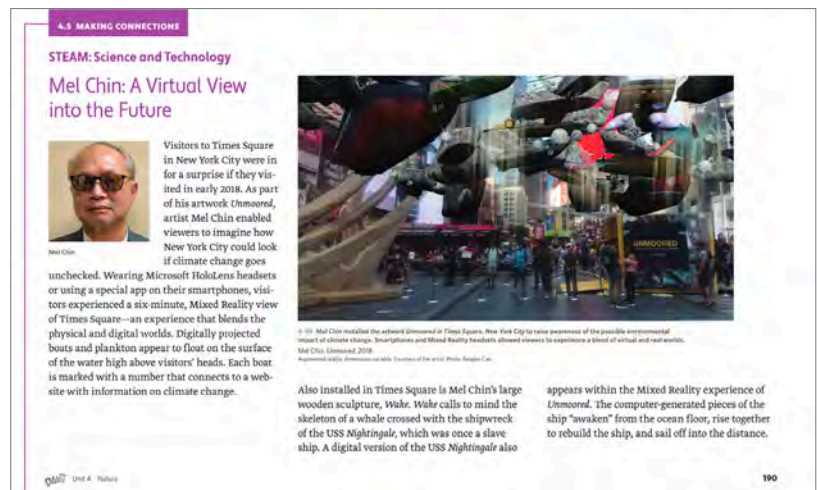 4.5 MAKING CONNECTIONS
STEAM: Science and Technology
Mel Chin: A Virtual View
into the Future
Visitors to Times Square
in New York City were in
for a surprise if they vis-
ited in early 2018. As part
of his artwork Unmoored,
artist Mel Chin enabled
viewers to imagine how
New York City could look
if climate change goes
Mel Chin
unchecked. Wearing Microsoft HoloLens headsets
or using a special app on their smartphones, visi-
tors experienced a six-minute, Mixed Reality view
of Times Square—an experience that blends the
physical and digital worlds. Digitally projected
boats and plankton appear to float on the surface
of the water high above visitors' heads. Each boat
is marked with a number that connects to a web-
site with information on climate change.
UNMOORED
Mel Chin installed the artwork Unmoored in Times Square, New York City to raise awareness of the possible environmental
impact of climate change. Smartphones and Mixed Reality headsets allowed viewers to experience a blend of virtual and real worlds.
Mel Chin, Unmoored, 2018.
Augmented reality, dimensions variable. Courtesy of the artist. Photo:
Also installed in Times Square is Mel Chin's large
wooden sculpture, Wake. Wake calls to mind the
skeleton of a whale crossed with the shipwreck
of the USS Nightingale, which was once a slave
ship. A digital version of the USS Nightingale also
appears within the Mixed Reality experience of
Unmoored. The computer-generated pieces of the
ship "awaken" from the ocean floor, rise together
to rebuild the ship, and sail off into the distance.
Unit 4 Nature
190